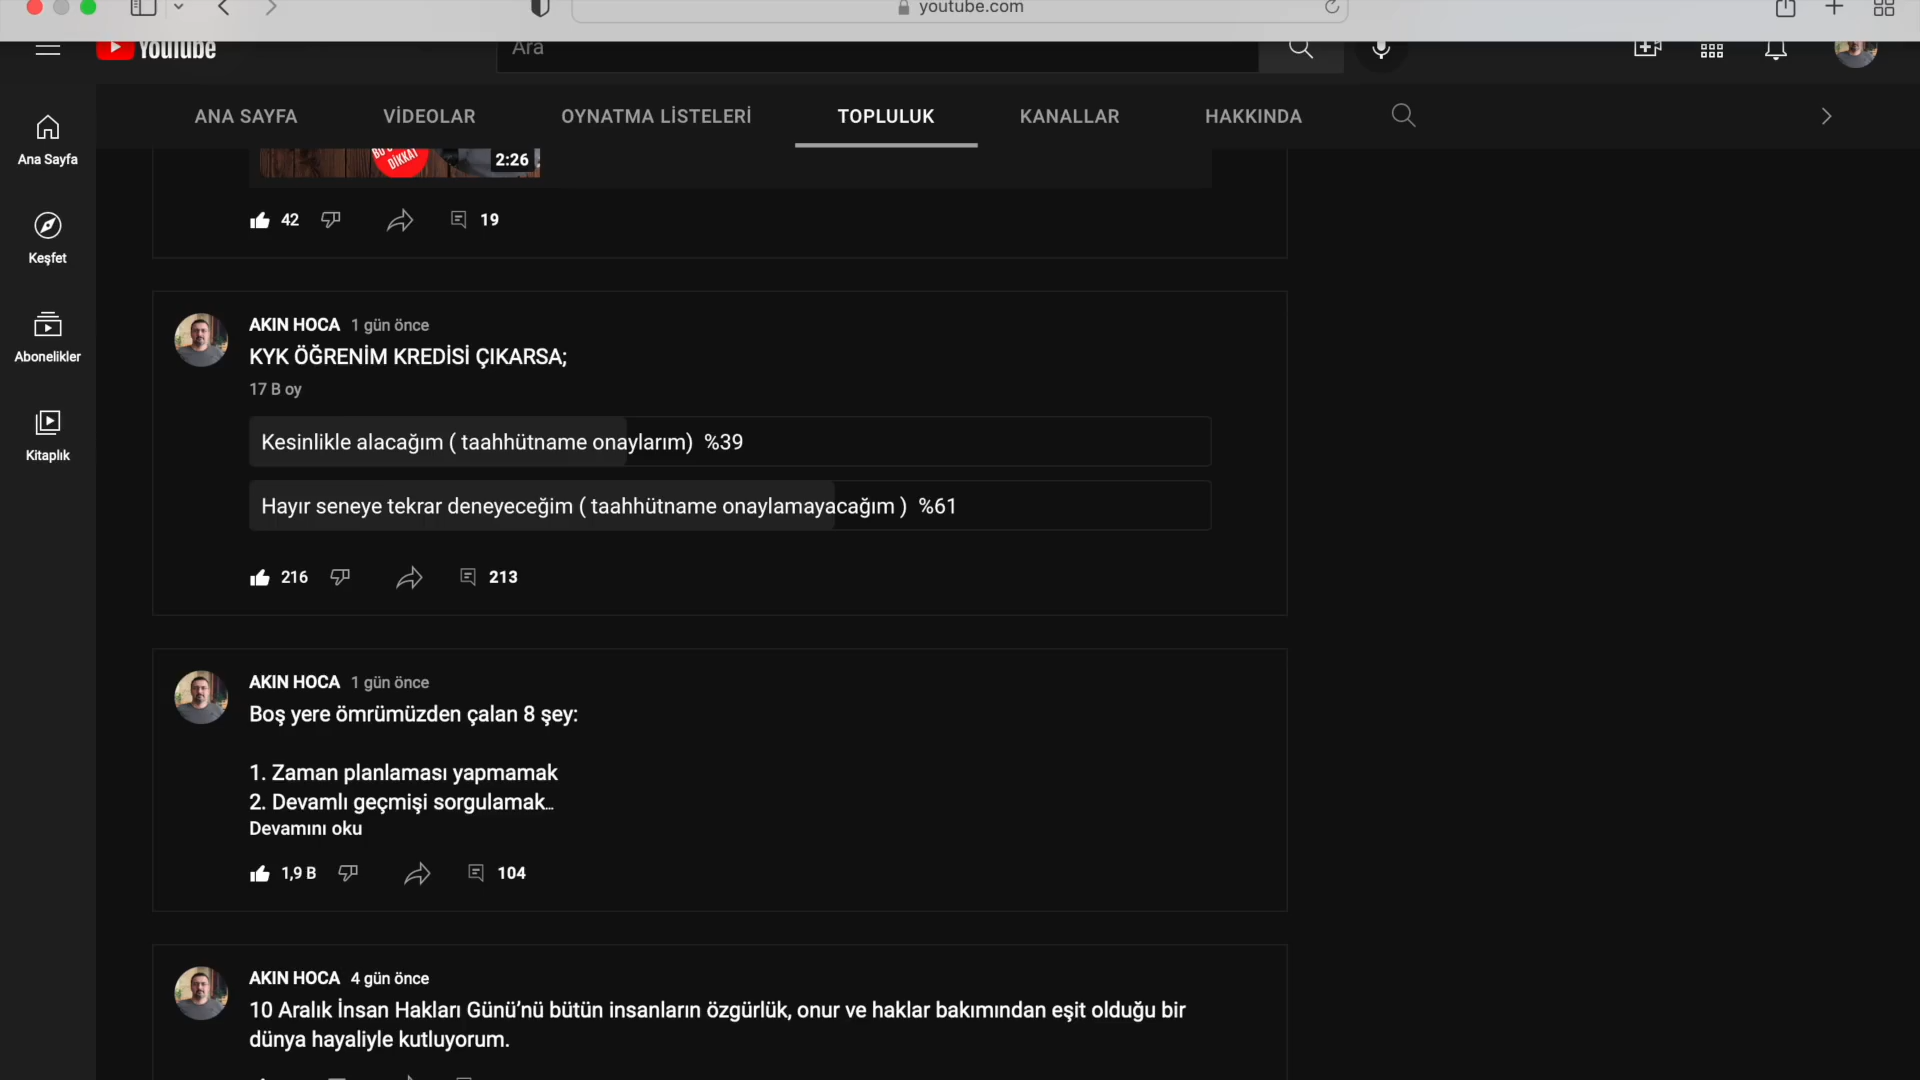 youtube.com
YouTube
Ara
ANA SAYFA
VİDEOLAR
OYNATMA LİSTELERİ
TOPLULUK
KANALLAR
HAKKINDA
Ana Sayfa
Keşfet
Abonelikler
Kitaplık
DİKKAT
2:26
42
19
AKIN HOCA 1 gün önce
KYK ÖĞRENİM KREDİSİ ÇIKARSA;
17 B oy
Kesinlikle alacağım ( taahhütname onaylarım) %39
Hayır seneye tekrar deneyeceğim ( taahhütname onaylamayacağım ) %61
216
213
AKIN HOCA 1 gün önce
Boş yere ömrümüzden çalan 8 şey:
1. Zaman planlaması yapmamak
2. Devamlı geçmişi sorgulamak...
Devamını oku
1,9 B
104
AKIN HOCA 4 gün önce
10 Aralık İnsan Hakları Günü’nü bütün insanların özgürlük, onur ve haklar bakımından eşit olduğu bir
dünya hayaliyle kutluyorum.